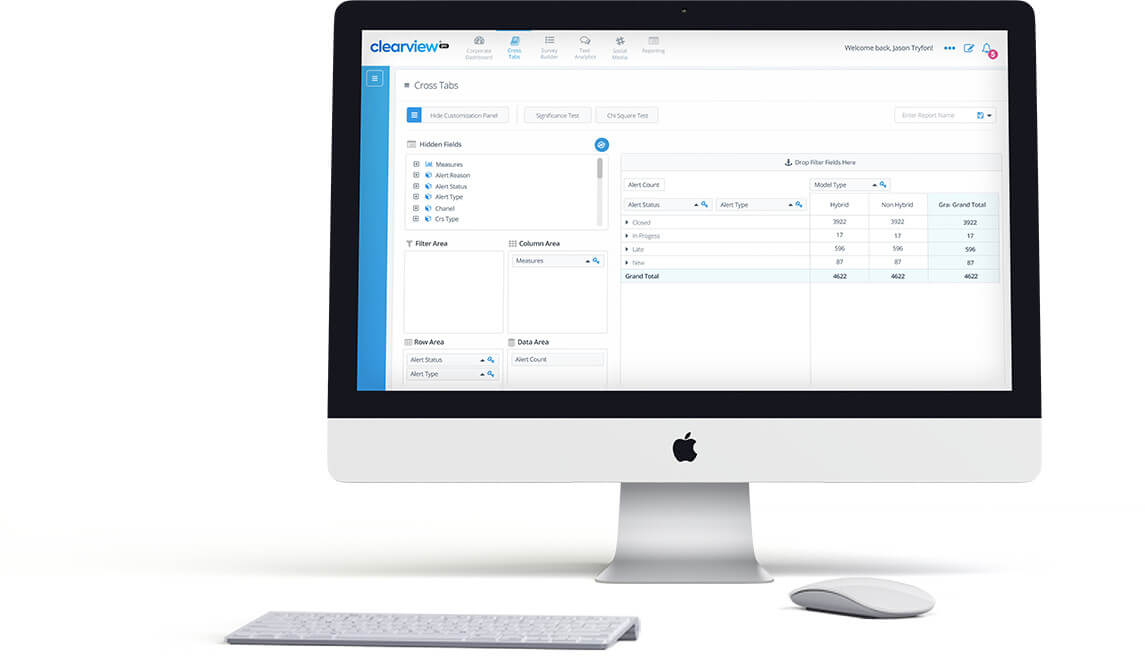 clearview
Corporate Dashboard
Cross Tabs
Survey Builder
Text Analytics
Social Media
Reporting
Welcome back, Jason Tryfon!
5
Cross Tabs
Hide Customization Panel
Significance Test
Chi Square Test
Enter Report Name
Hidden Fields
Measures
Alert Reason
Alert Status
Alert Type
Chanel
Crs Type
Filter Area
Column Area
Measures
Row Area
Data Area
Alert Status
Alert Count
Alert Type
Drop Filter Fields Here
Alert Count
Model Type
Alert Status Alert Type Hybrid Non Hybrid Gra: Grand Total
Closed 3922 3922 3922
In-Progess 17 17 17
Late 596 596 596
New 87 87 87
Grand Total 4622 4622 4622